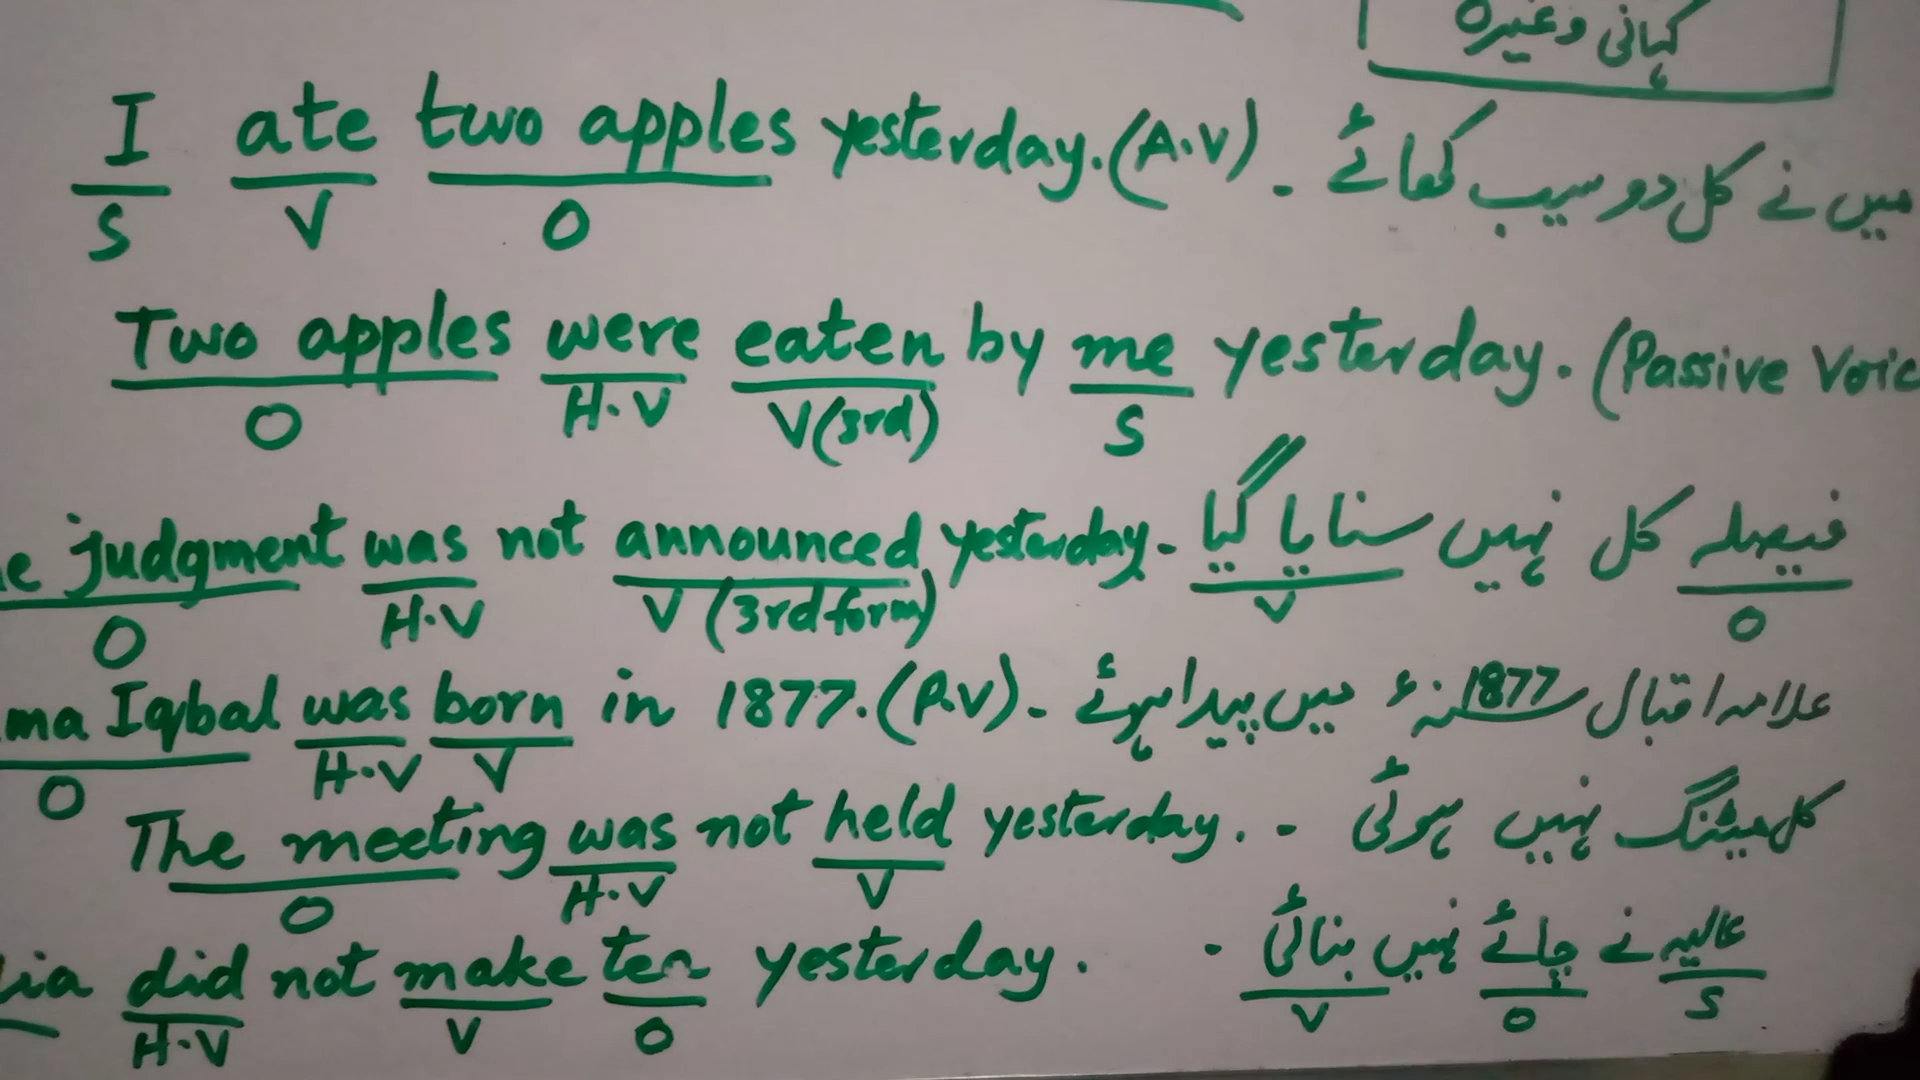 کہانی وغیرہ
I ate two apples yesterday. (A.V) میں نے کل دو سیب کھائے ۔
S V O
Two apples were eaten by me yesterday. (Passive Voic
O H.V V(3rd) S
e judgment was not announced yesterday. فیصلہ کل نہیں سنایا گیا
O H.V V (3rd form) V O
ma Iqbal was born in 1877. (P.V) علامہ اقبال 1877ء میں پیدا ہوئے ۔
O H.V V
The meeting was not held yesterday. کل میٹنگ نہیں ہوئی ۔
O H.V V
lia did not make tea yesterday. عالیہ نے چائے نہیں بنائی ۔
H.V V O V O S